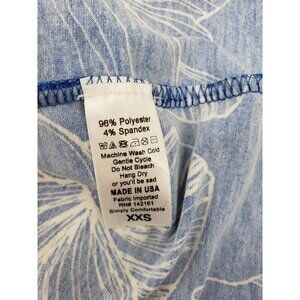 96% Polyester
4% Spandex
Machine Wash Cold
Gentle Cycle
Do Not Bleach
Hang Dry
or you'll be sad
MADE IN USA
Fabric Imported
RN# 142161
Simply Comfortable
XXS